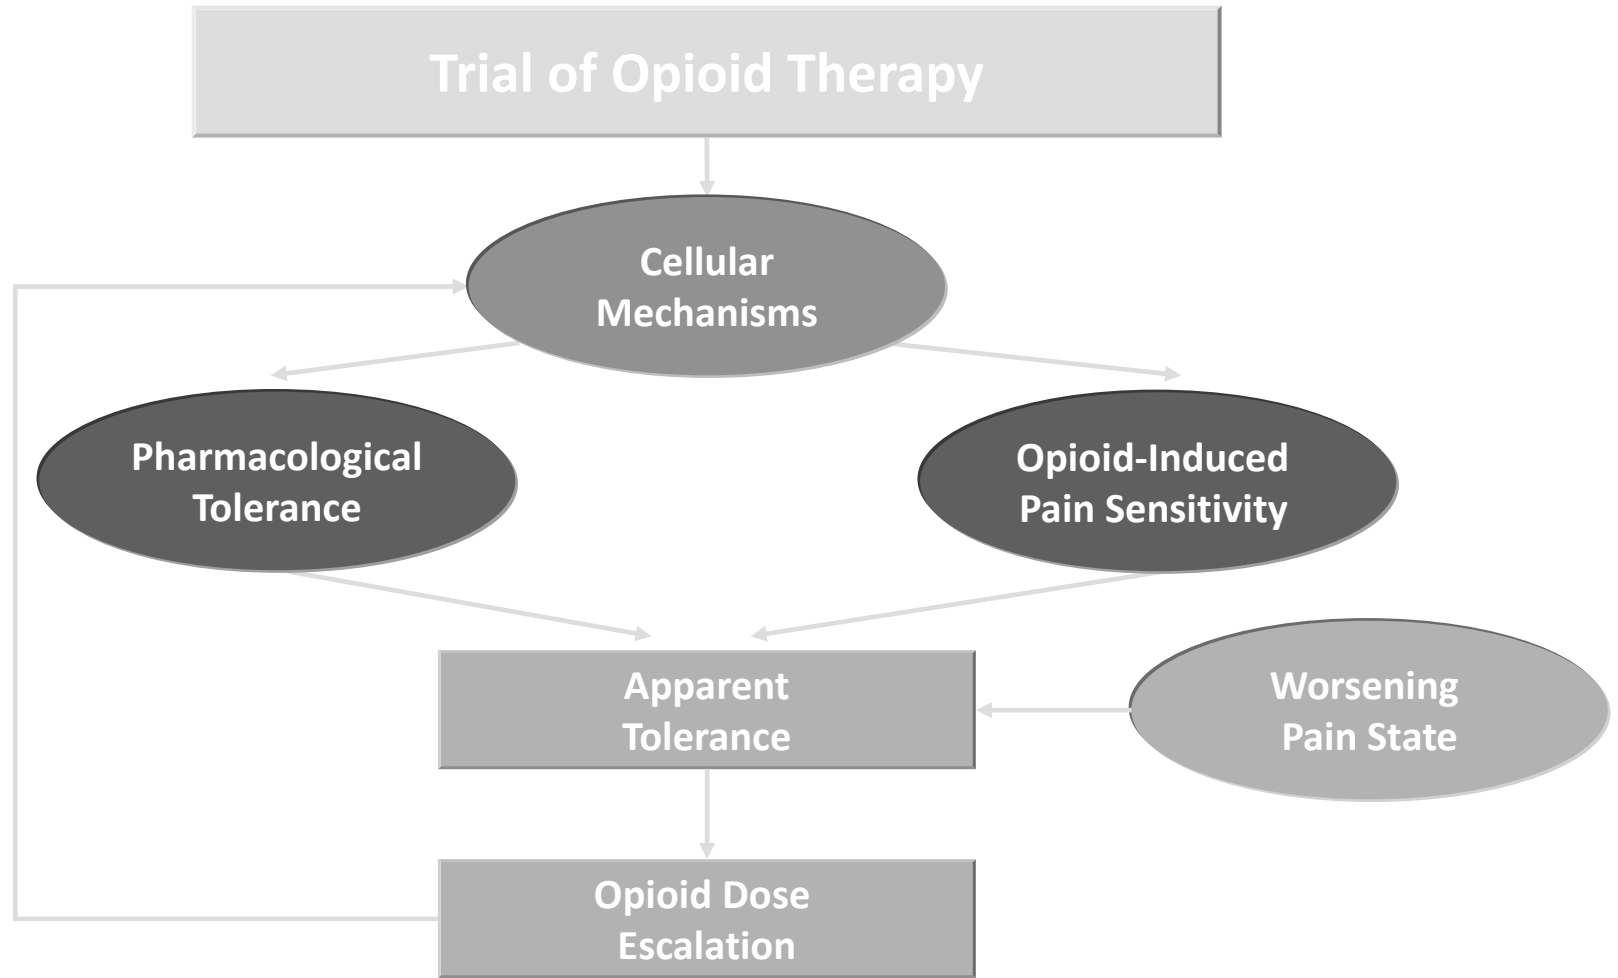 Trial of Opioid Therapy
Cellular
Mechanisms
Pharmacological
Tolerance
Opioid-Induced
Pain Sensitivity
Apparent
Tolerance
Worsening
Pain State
Opioid Dose
Escalation